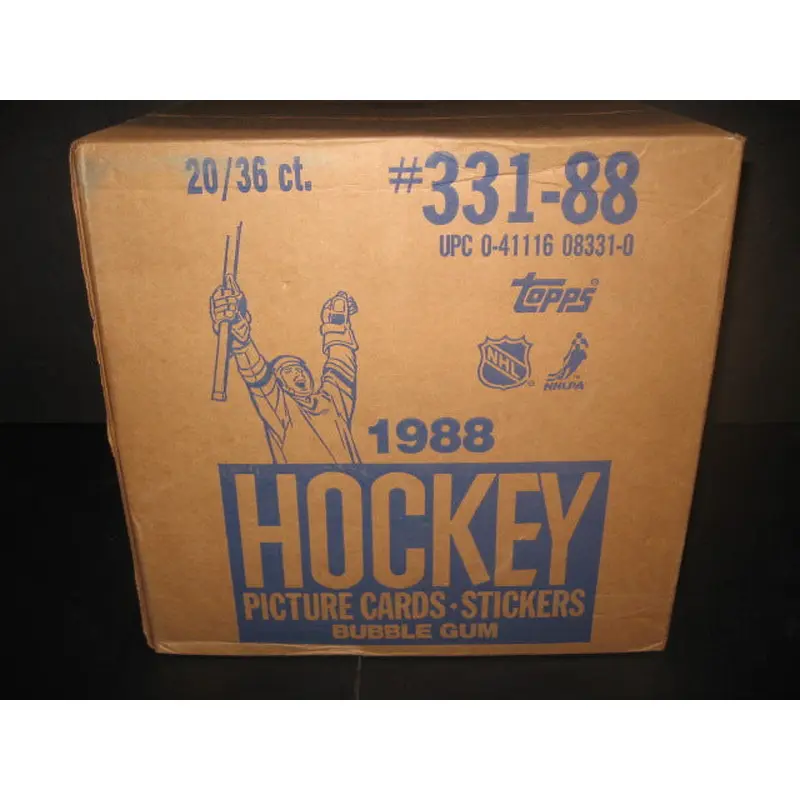 20/36 ct.
#331-88
UPC 0-41116 08331-0
topps®
NHL®
NHLPA
1988
HOCKEY
PICTURE CARDS • STICKERS
BUBBLE GUM